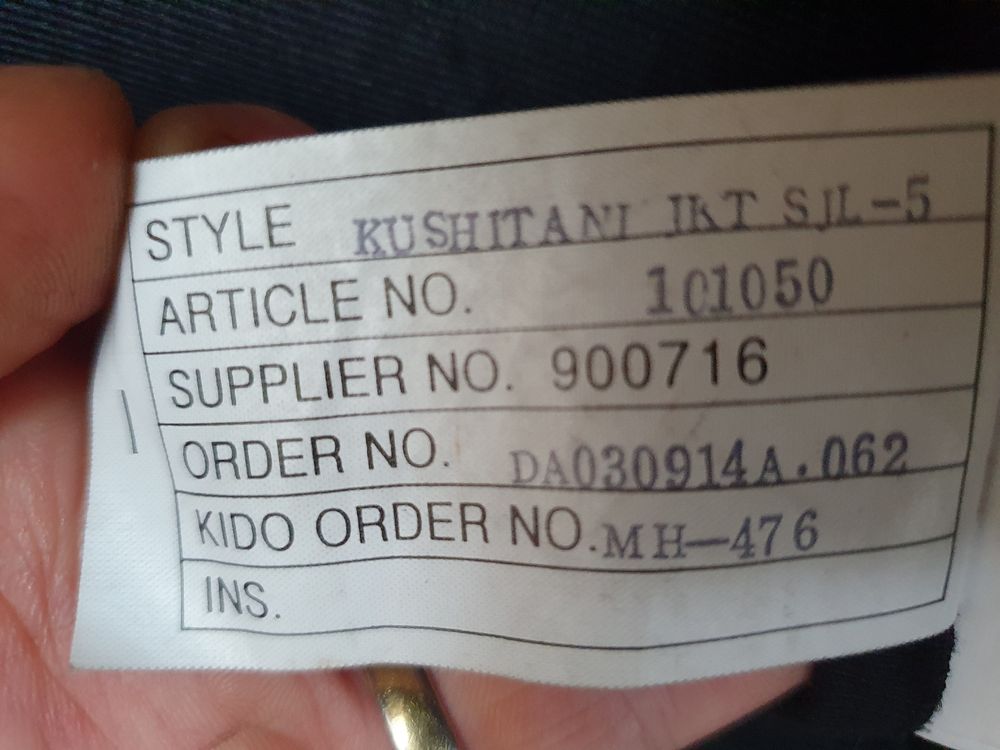 STYLE KUSHITANI JKT SJL-5
ARTICLE NO. 101050
SUPPLIER NO. 900716
ORDER NO. DA030914A.062
KIDO ORDER NO. MH-476
INS.